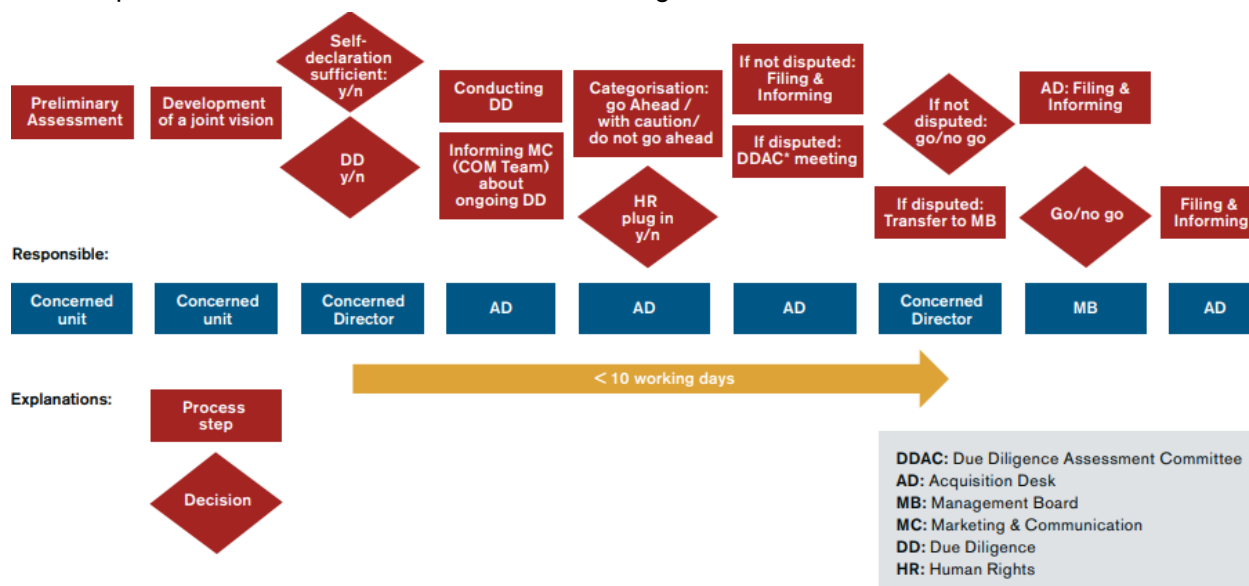 Self-
declaration
sufficient:
y/n
Preliminary
Assessment
Development
of a joint vision
DD
y/n
Conducting
DD
Informing MC
(COM Team)
about
ongoing DD
Categorisation:
go Ahead /
with caution/
do not go ahead
HR
plug in
y/n
If not disputed:
Filing &
Informing
If disputed:
DDAC* meeting
If not
disputed:
go/no go
If disputed:
Transfer to MB
AD: Filing &
Informing
Go/no go
Filing &
Informing
Responsible:
Concerned
unit
Concerned
unit
Concerned
Director
AD
AD
AD
Concerned
Director
MB
AD
< 10 working days
Explanations:
Process
step
Decision
DDAC: Due Diligence Assessment Committee
AD: Acquisition Desk
MB: Management Board
MC: Marketing & Communication
DD: Due Diligence
HR: Human Rights